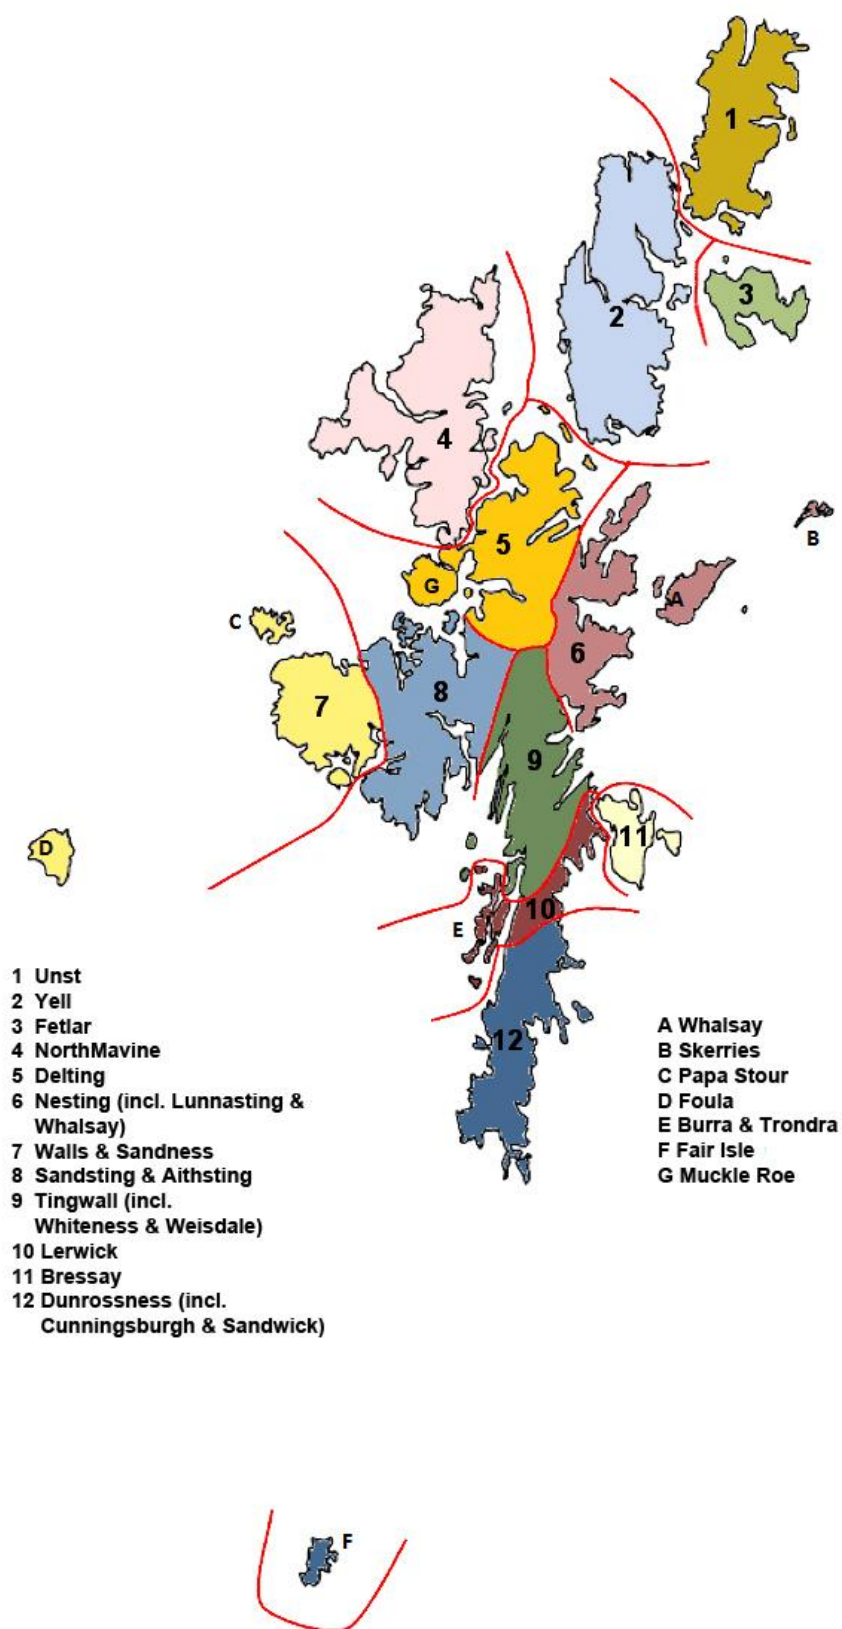 1
2
3
4
5
B
G
A
C
6
8
7
9
11
D
10
E
12
1 Unst
2 Yell
3 Fetlar
4 NorthMavine
5 Delting
6 Nesting (incl. Lunnasting &
Whalsay)
7 Walls & Sandness
8 Sandsting & Aithsting
9 Tingwall (incl.
Whiteness & Weisdale)
10 Lerwick
11 Bressay
12 Dunrossness (incl.
Cunningsburgh & Sandwick)
A Whalsay
B Skerries
C Papa Stour
D Foula
E Burra & Trondra
F Fair Isle
G Muckle Roe
F